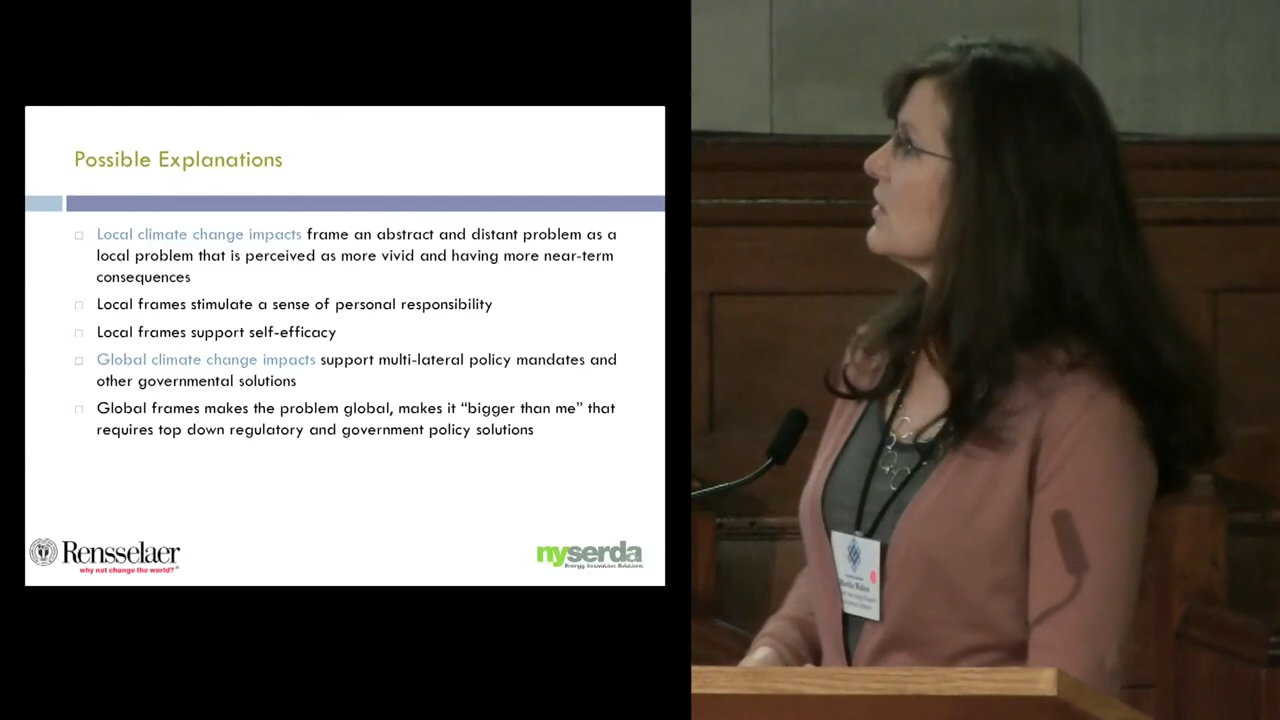 Possible Explanations
Local climate change impacts frame an abstract and distant problem as a
local problem that is perceived as more vivid and having more near-term
consequences
Local frames stimulate a sense of personal responsibility
Local frames support self-efficacy
Global climate change impacts support multi-lateral policy mandates and
other governmental solutions
Global frames makes the problem global, makes it “bigger than me” that
requires top down regulatory and government policy solutions
Rensselaer
why not change the world?®
nyserda
Energy. Innovation. Solutions.